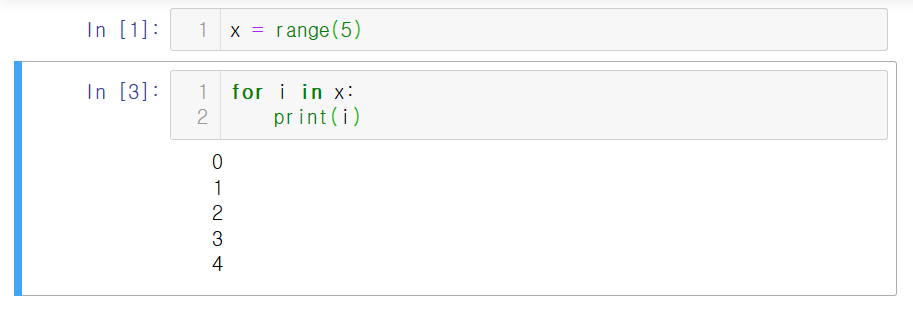 In [1]: 1 x = range(5)
In [3]: 1 for i in x:
2     print(i)
0
1
2
3
4